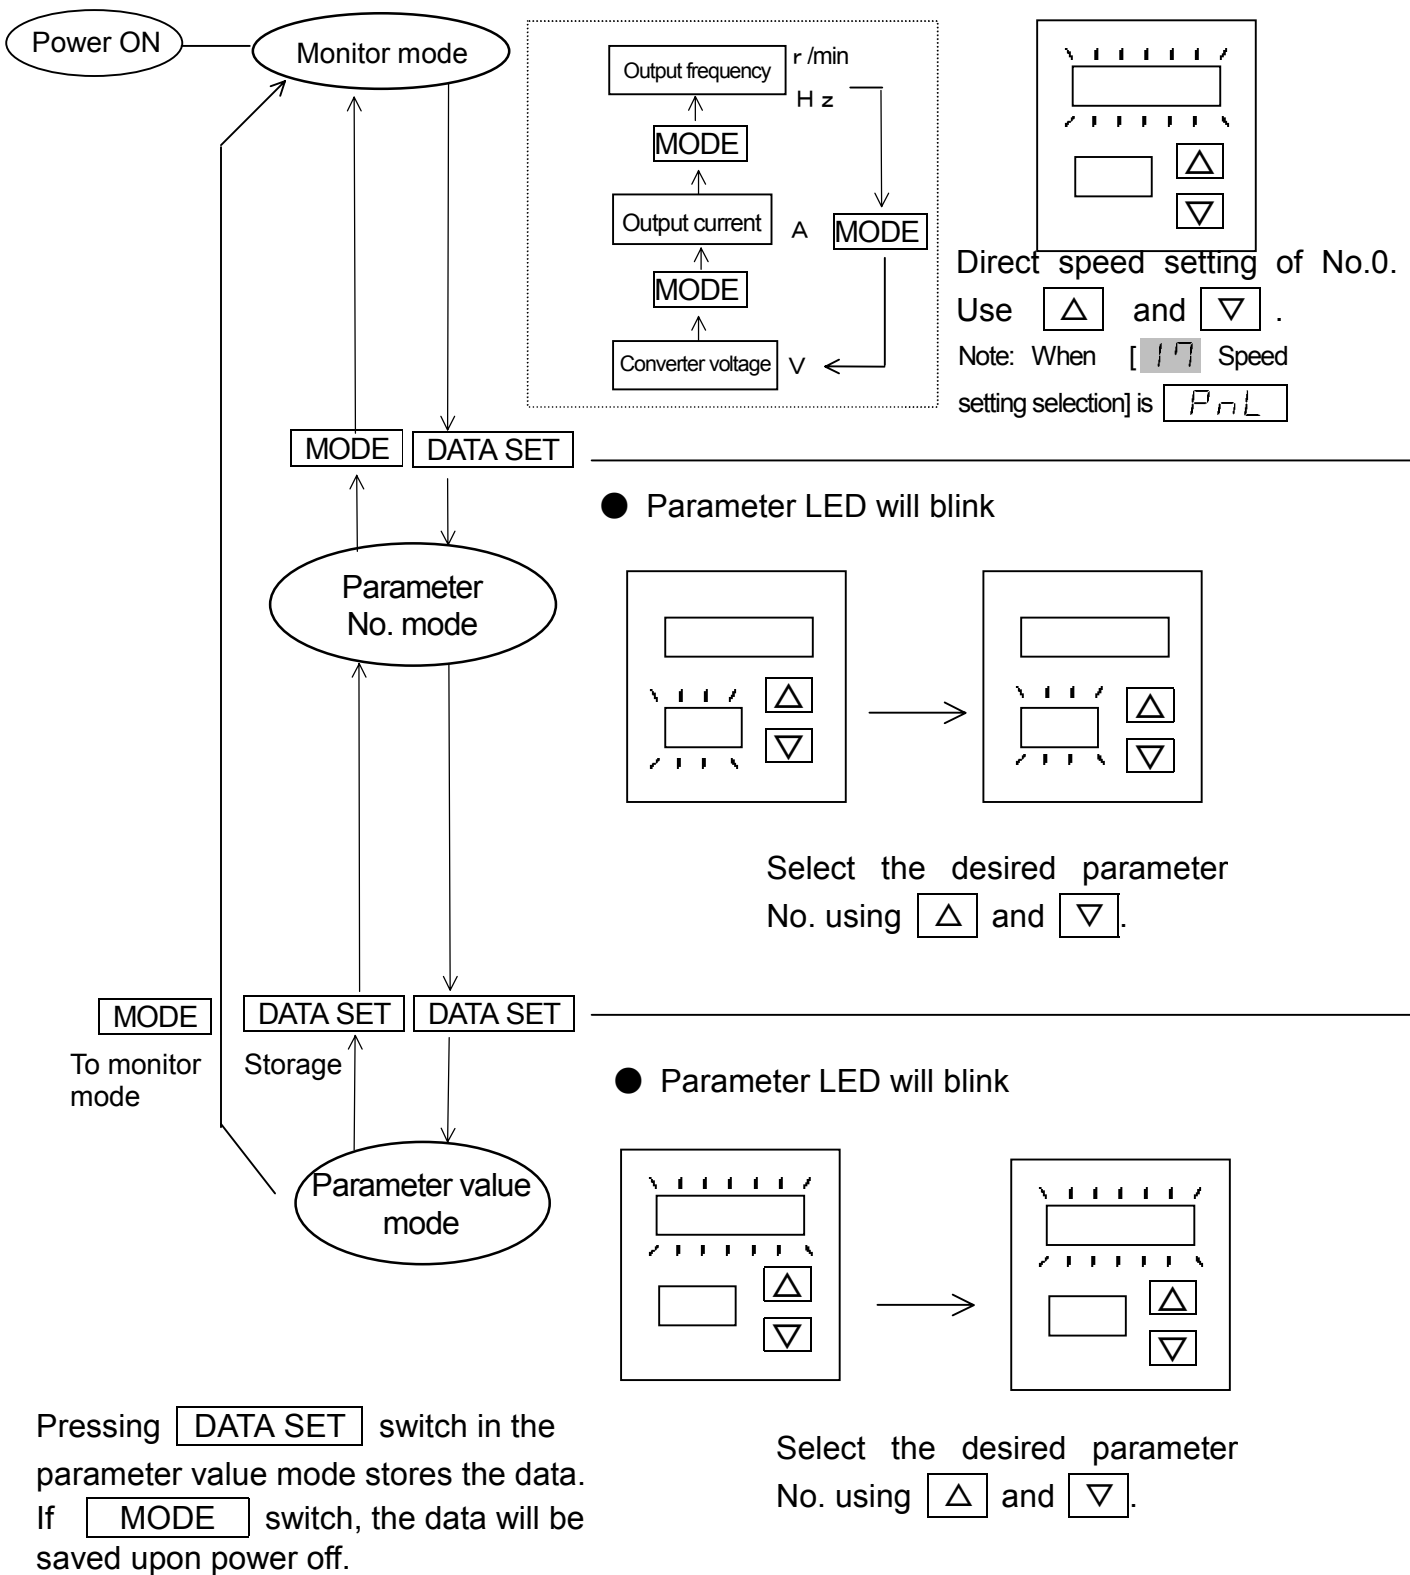 Power ON
Monitor mode
Output frequency
r /min
H z
MODE
Output current
A
MODE
MODE
Converter voltage
V
Direct speed setting of No.0.
Use △ and ▽ .
Note: When [ 17 Speed
setting selection] is PnL
MODE
DATA SET
● Parameter LED will blink
Parameter
No. mode
△
▽
△
▽
△
▽
Select the desired parameter
No. using △ and ▽.
MODE
DATA SET
DATA SET
To monitor
mode
Storage
● Parameter LED will blink
Parameter value
mode
△
▽
△
▽
Pressing DATA SET switch in the
parameter value mode stores the data.
If MODE switch, the data will be
saved upon power off.
Select the desired parameter
No. using △ and ▽.